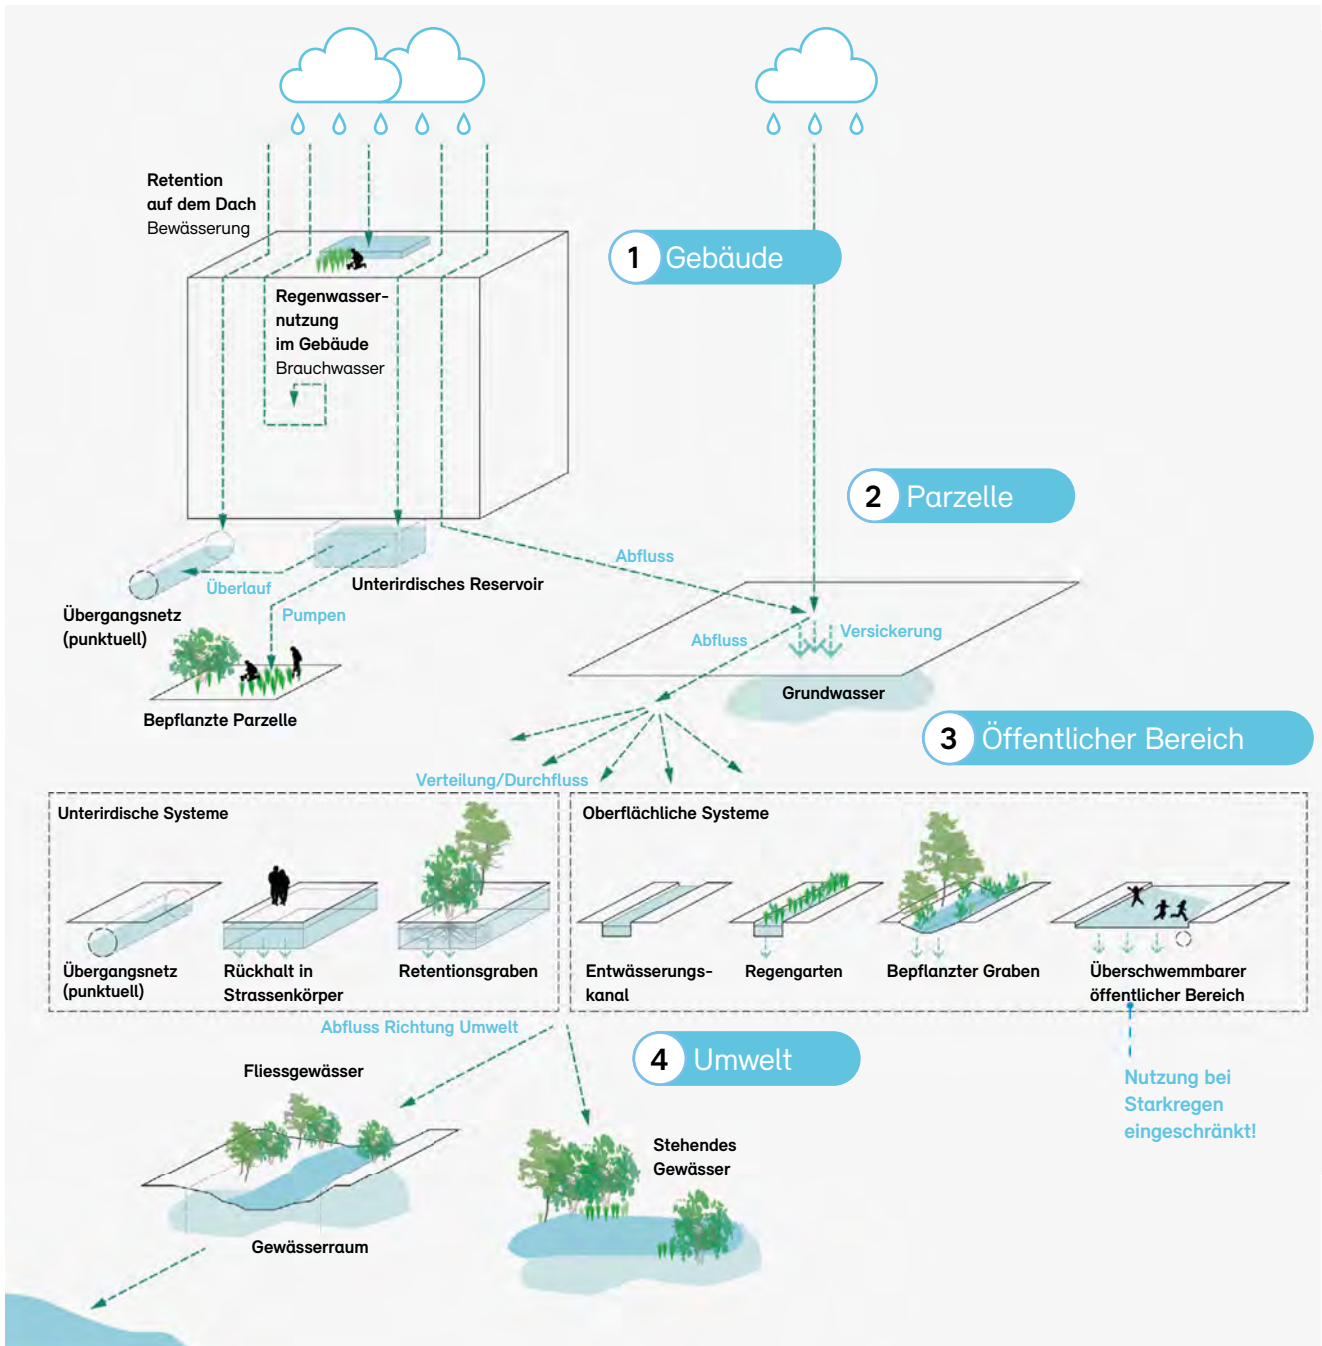 Retention
auf dem Dach
Bewässerung
1 Gebäude
Regenwasser-
nutzung
im Gebäude
Brauchwasser
2 Parzelle
Abfluss
Unterirdisches Reservoir
Überlauf
Übergangsnetz
(punktuell)
Pumpen
Bepflanzte Parzelle
Abfluss
Versickerung
Grundwasser
3 Öffentlicher Bereich
Verteilung/Durchfluss
Unterirdische Systeme
Übergangsnetz
(punktuell)
Rückhalt in
Strassenkörper
Retentionsgraben
Oberflächliche Systeme
Entwässerungs-
kanal
Regengarten
Bepflanzter Graben
Überschwemmbarer
öffentlicher Bereich
Abfluss Richtung Umwelt
4 Umwelt
Nutzung bei
Starkregen
eingeschränkt!
Fliessgewässer
Stehendes
Gewässer
Gewässerraum